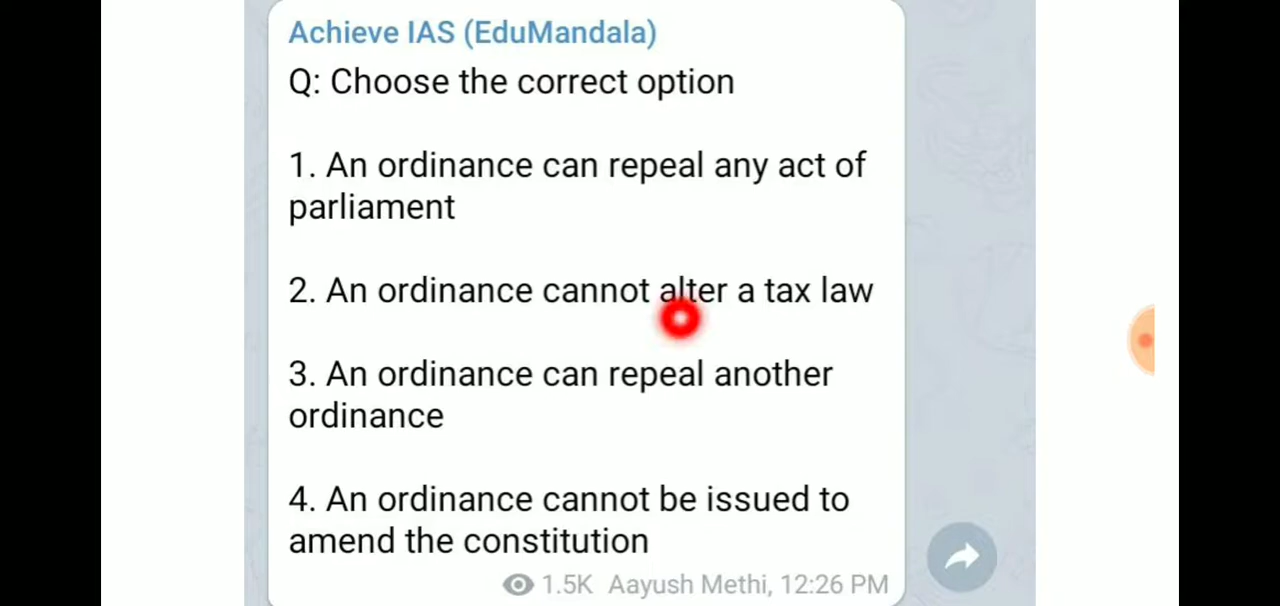 Achieve IAS (EduMandala)
Q: Choose the correct option
1. An ordinance can repeal any act of
parliament
2. An ordinance cannot alter a tax law
3. An ordinance can repeal another
ordinance
4. An ordinance cannot be issued to
amend the constitution
1.5K Aayush Methi, 12:26 PM